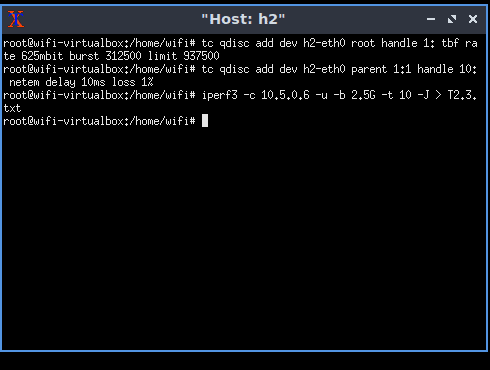 "Host: h2"
root@wifi-virtualbox:/home/wifi# tc qdisc add dev h2-eth0 root handle 1: tbf ra
te 625mbit burst 312500 limit 937500
root@wifi-virtualbox:/home/wifi# tc qdisc add dev h2-eth0 parent 1:1 handle 10:
 netem delay 10ms loss 1%
root@wifi-virtualbox:/home/wifi# iperf3 -c 10.5.0.6 -u -b 2.5G -t 10 -J > T2.3.
txt
root@wifi-virtualbox:/home/wifi#